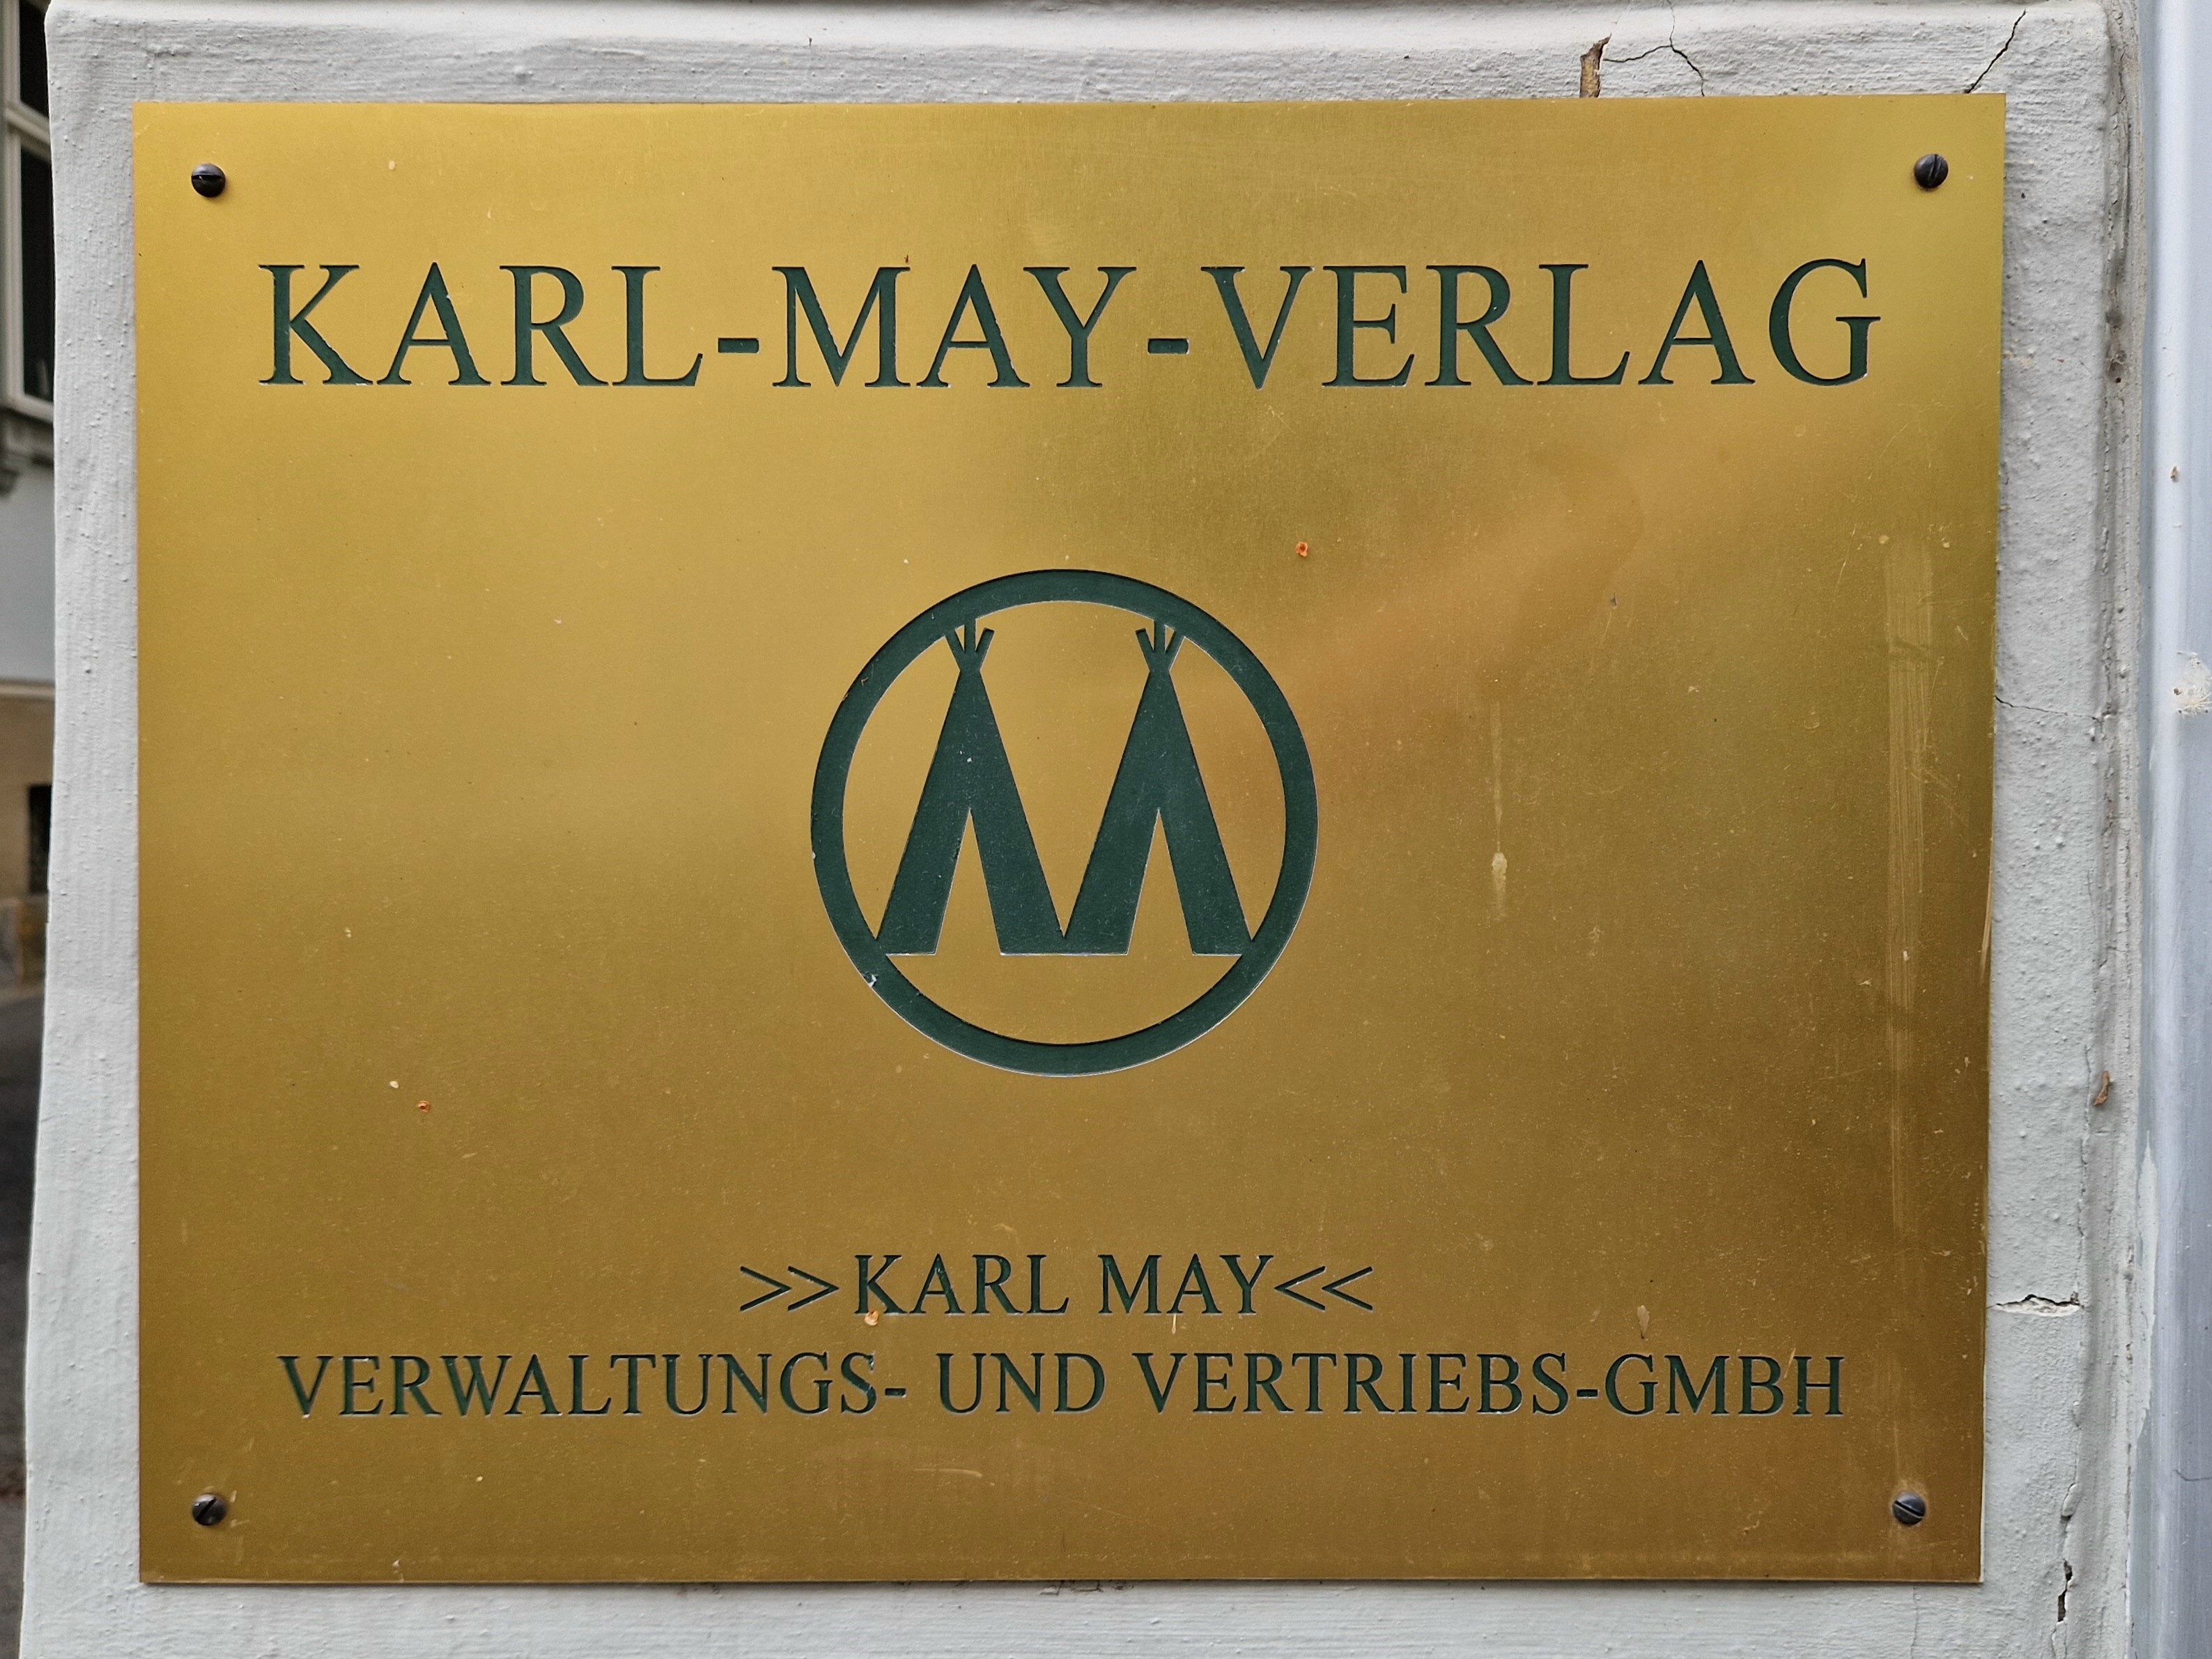 KARL-MAY-VERLAG
>>KARL MAY<<
VERWALTUNGS- UND VERTRIEBS-GMBH